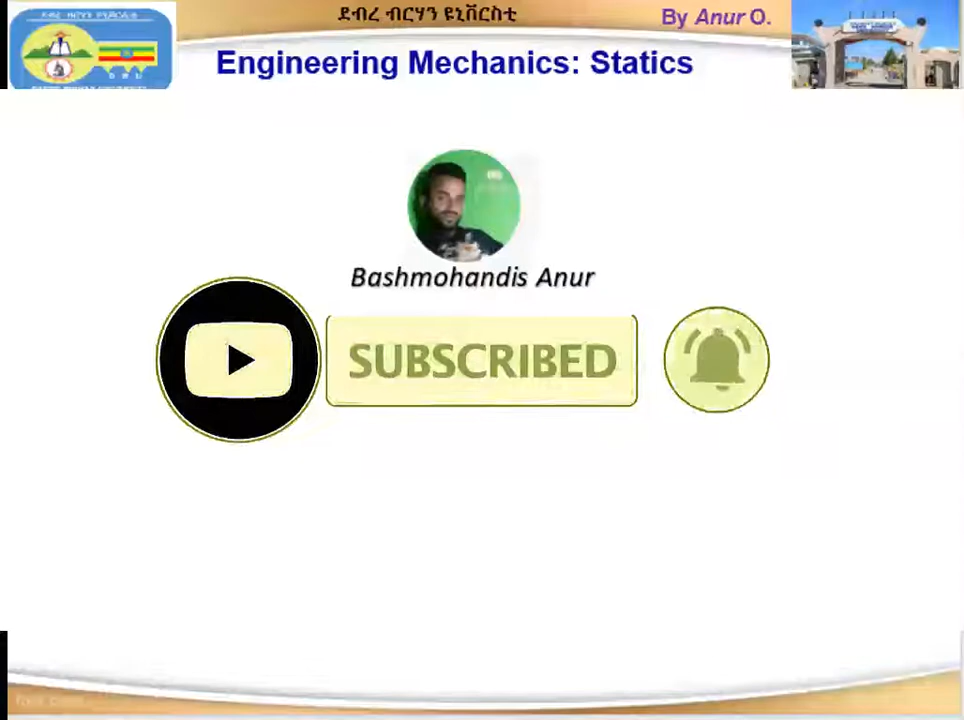 ደብረ ብርሃን ዩኒቨርስቲ
By Anur O.
Engineering Mechanics: Statics
D B U
Bashmohandis Anur
SUBSCRIBED